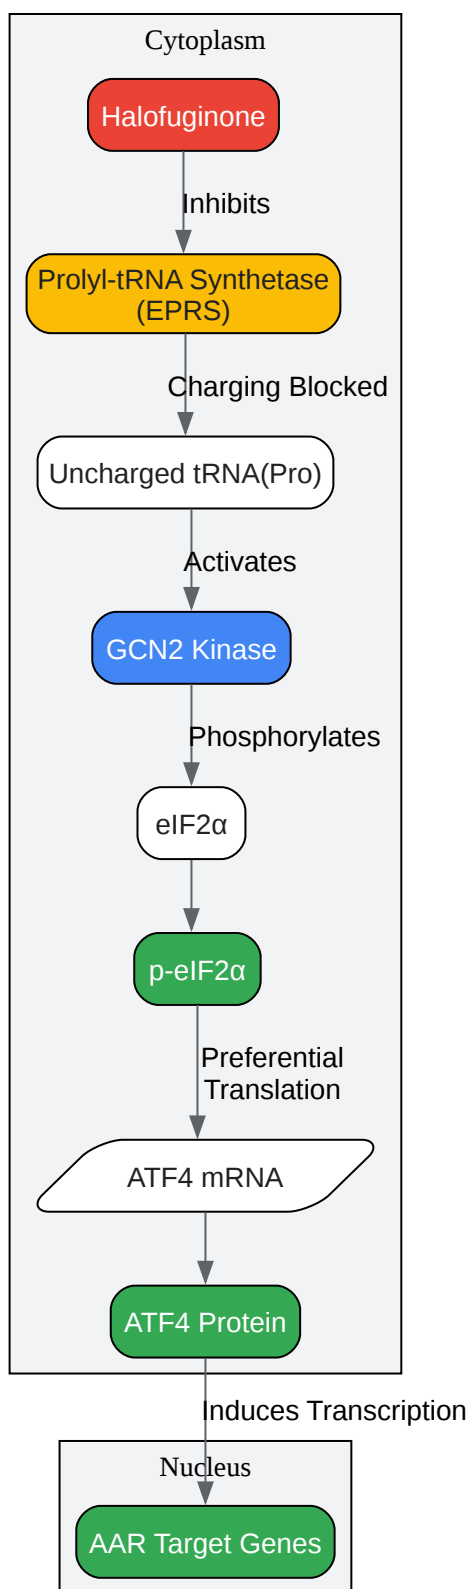 Cytoplasm
Halofuginone
Inhibits
Prolyl-tRNA Synthetase
(EPRS)
Charging Blocked
Uncharged tRNA(Pro)
Activates
GCN2 Kinase
Phosphorylates
eIF2α
p-eIF2α
Preferential
Translation
ATF4 mRNA
ATF4 Protein
Induces Transcription
Nucleus
AAR Target Genes